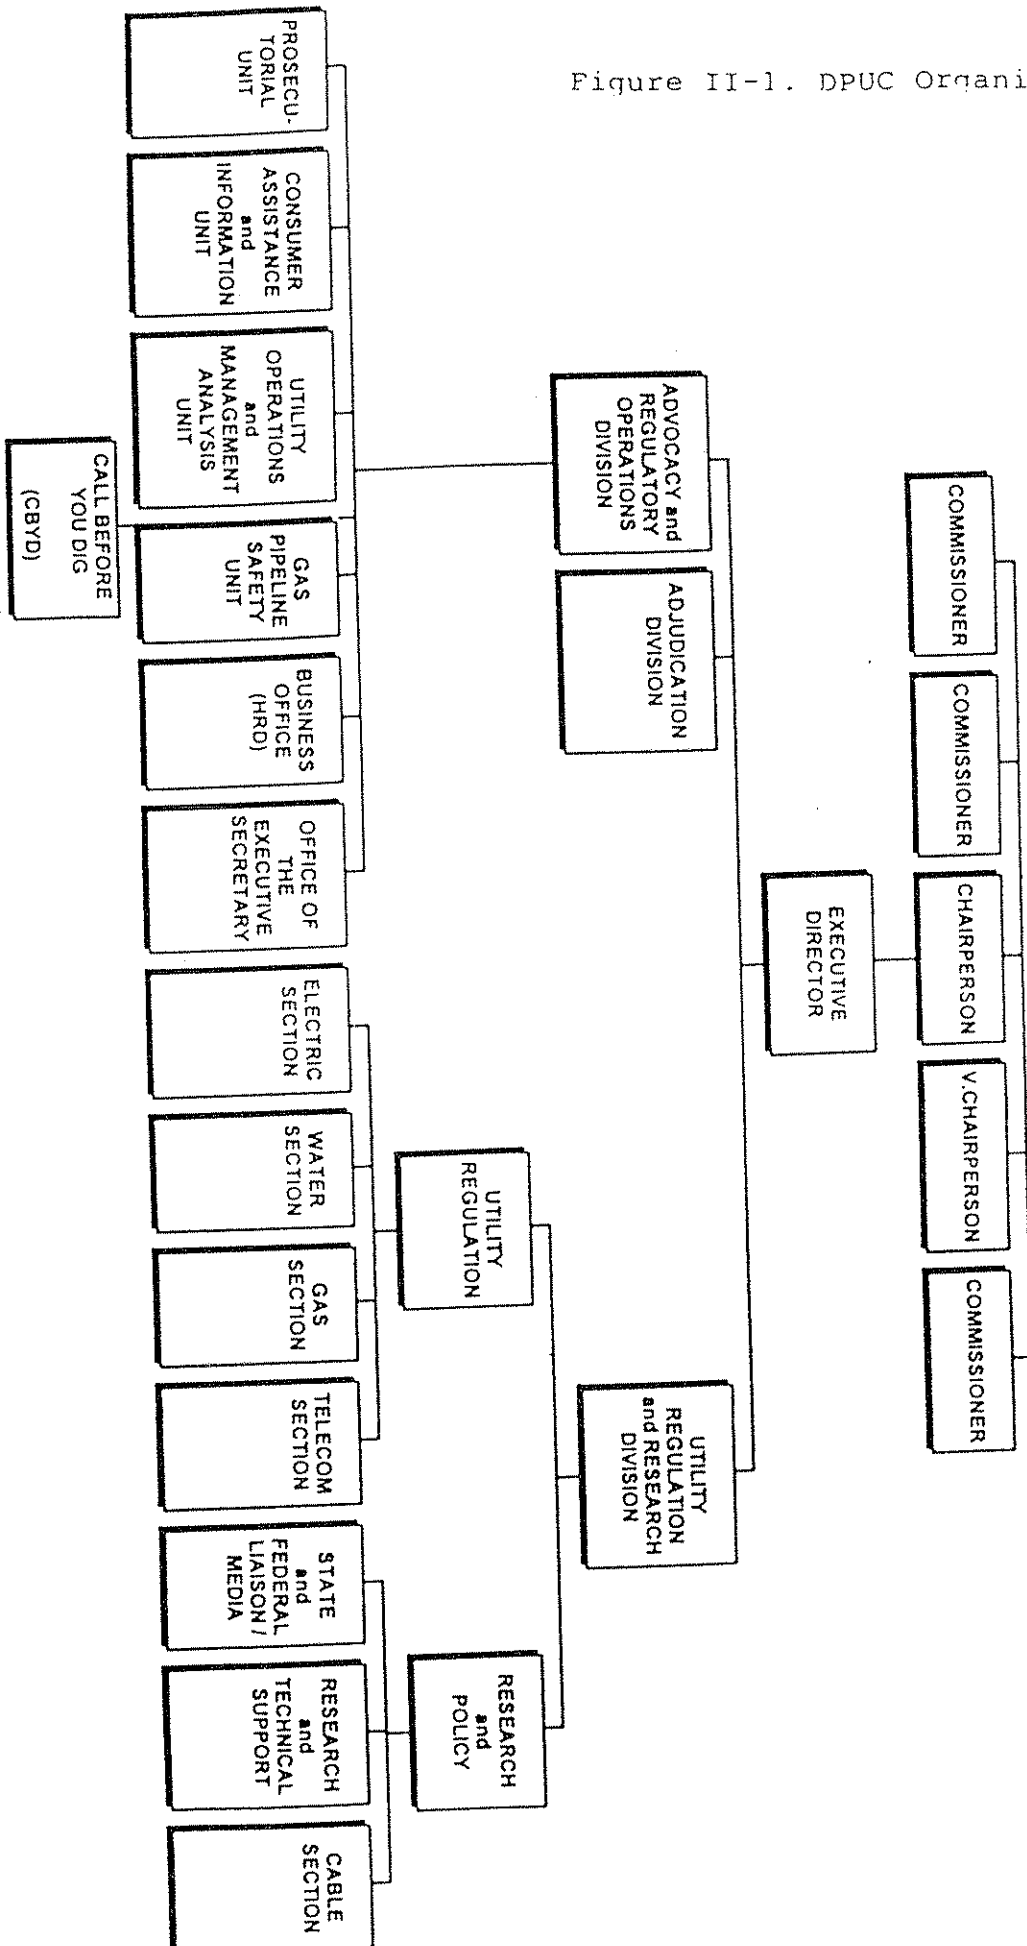 Figure II-1. DPUC Organi
COMMISSIONER
COMMISSIONER
CHAIRPERSON
V.CHAIRPERSON
COMMISSIONER
EXECUTIVE
DIRECTOR
ADVOCACY and
REGULATORY
OPERATIONS
DIVISION
ADJUDICATION
DIVISION
UTILITY
REGULATION
and RESEARCH
DIVISION
UTILITY
REGULATION
RESEARCH
and
POLICY
PROSECU-
TORIAL
UNIT
CONSUMER
ASSISTANCE
and
INFORMATION
UNIT
UTILITY
OPERATIONS
and
MANAGEMENT
ANALYSIS
UNIT
GAS
PIPELINE
SAFETY
UNIT
BUSINESS
OFFICE
(HRD)
OFFICE OF
THE
EXECUTIVE
SECRETARY
ELECTRIC
SECTION
WATER
SECTION
GAS
SECTION
TELECOM
SECTION
STATE
and
FEDERAL
LIAISON /
MEDIA
RESEARCH
and
TECHNICAL
SUPPORT
CABLE
SECTION
CALL BEFORE
YOU DIG
(CBYD)